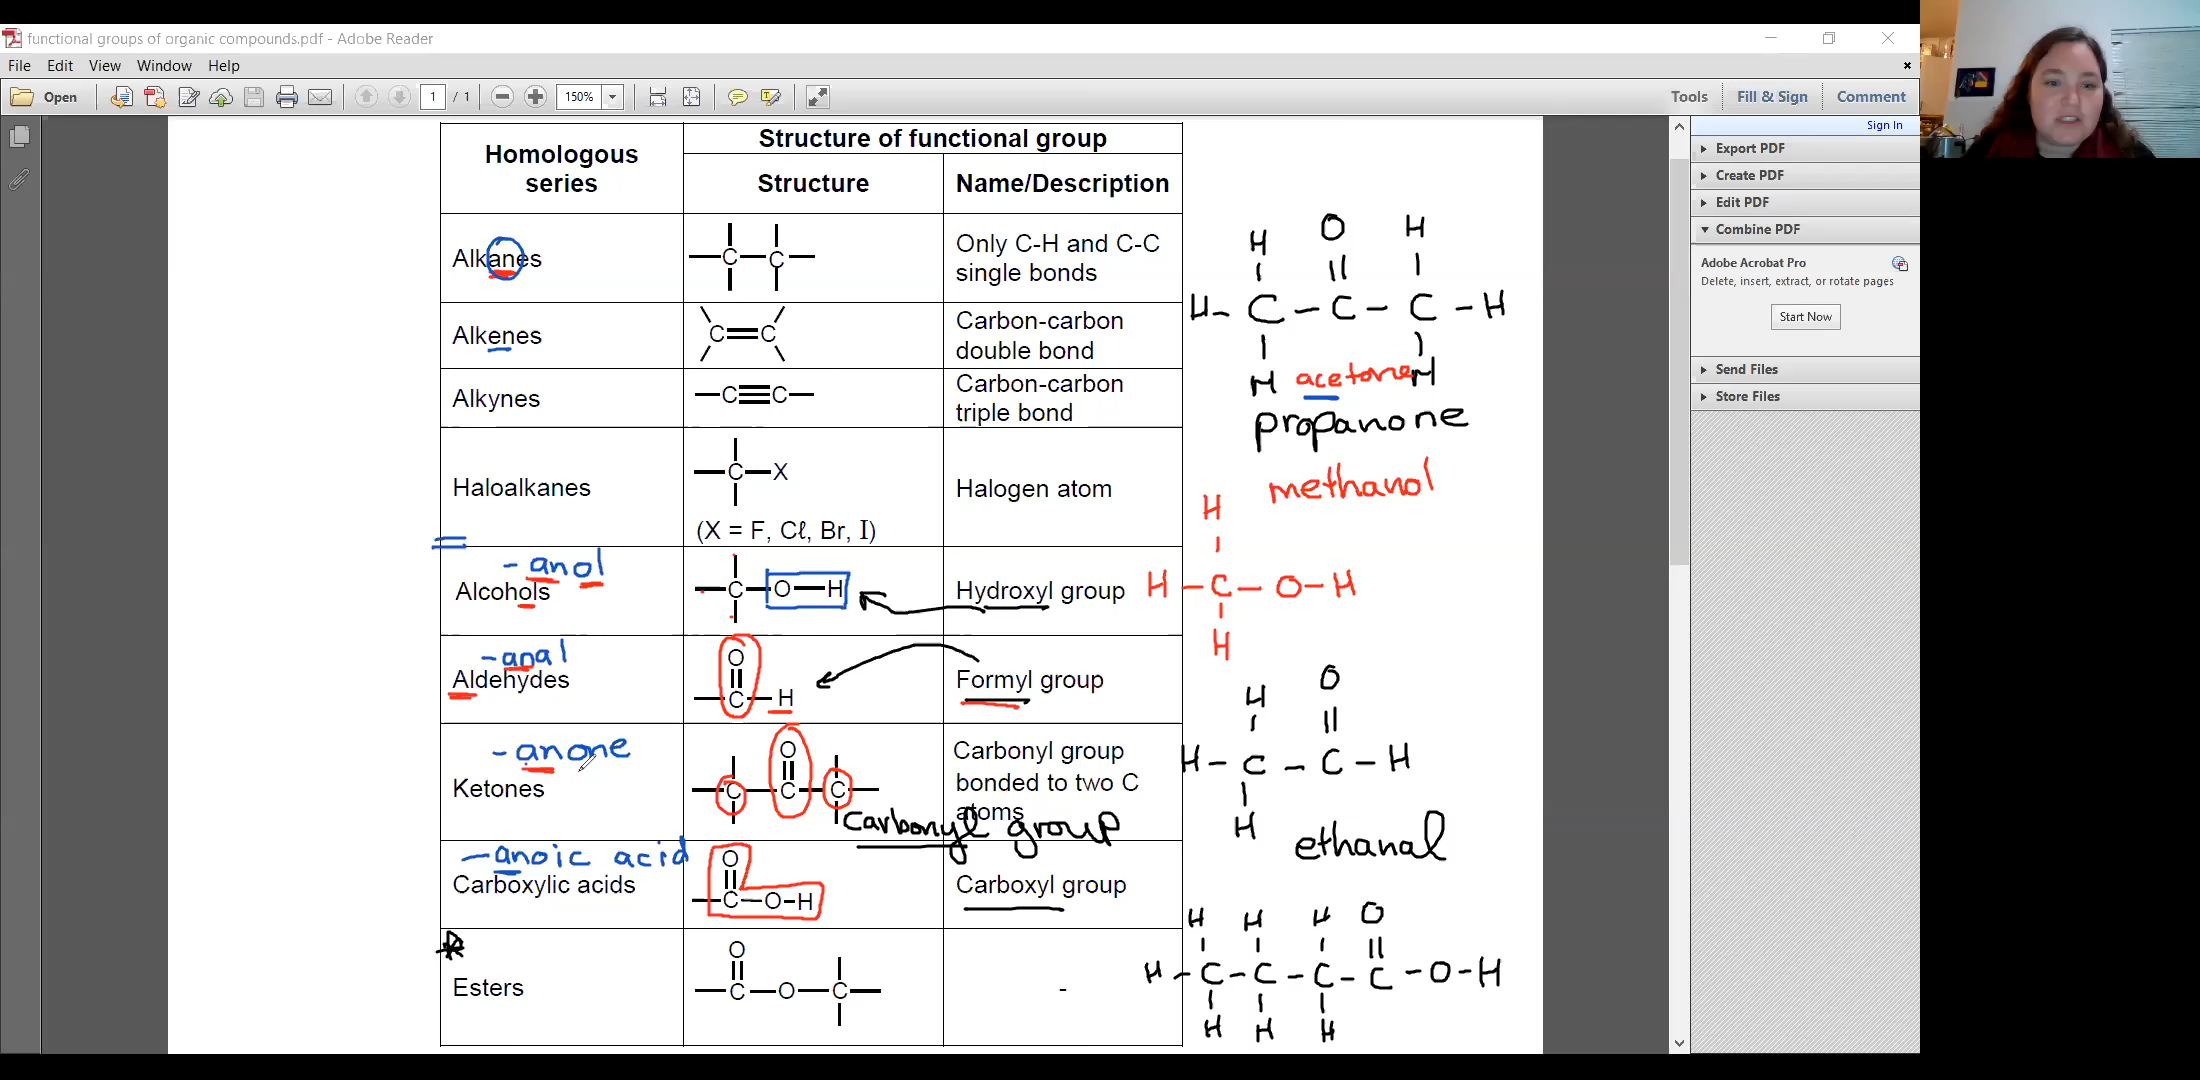 functional groups of organic compounds.pdf - Adobe Reader
File Edit View Window Help
Open 1 / 1 150% Tools Fill & Sign Comment
Sign In
Export PDF
Create PDF
Edit PDF
Combine PDF
Adobe Acrobat Pro
Delete, insert, extract, or rotate pages
Start Now
Send Files
Store Files
Homologous series
Structure of functional group
Structure
Name/Description
Alkanes
C C
Only C-H and C-C
single bonds
Alkenes
C C
Carbon-carbon
double bond
Alkynes
C C
Carbon-carbon
triple bond
Haloalkanes
C X
(X = F, Cℓ, Br, I)
Halogen atom
- anol
Alcohols
C O H
Hydroxyl group
- anal
Aldehydes
O
C H
Formyl group
- anone
Ketones
O
C C C
Carbonyl group
bonded to two C
atoms
carbonyl group
- anoic acid
Carboxylic acids
O
C O H
Carboxyl group
Esters
O
C O C
-
H O H
H C C C H
H acetone H
propanone
methanol
H
H C O H
H
H O
H C C H
H
ethanal
H H H O
H C C C C O H
H H H